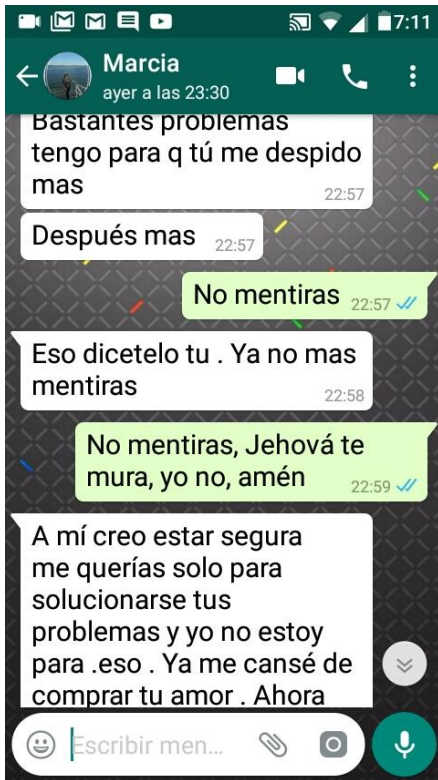 7:11
Marcia
ayer a las 23:30
Bastantes problemas
tengo para q tú me despido
mas
22:57
Después mas 22:57
No mentiras 22:57
Eso dicetelo tu . Ya no mas
mentiras
22:58
No mentiras, Jehová te
mura, yo no, amén 22:59
A mí creo estar segura
me querías solo para
solucionarse tus
problemas y yo no estoy
para .eso . Ya me cansé de
comprar tu amor . Ahora
Escribir men...